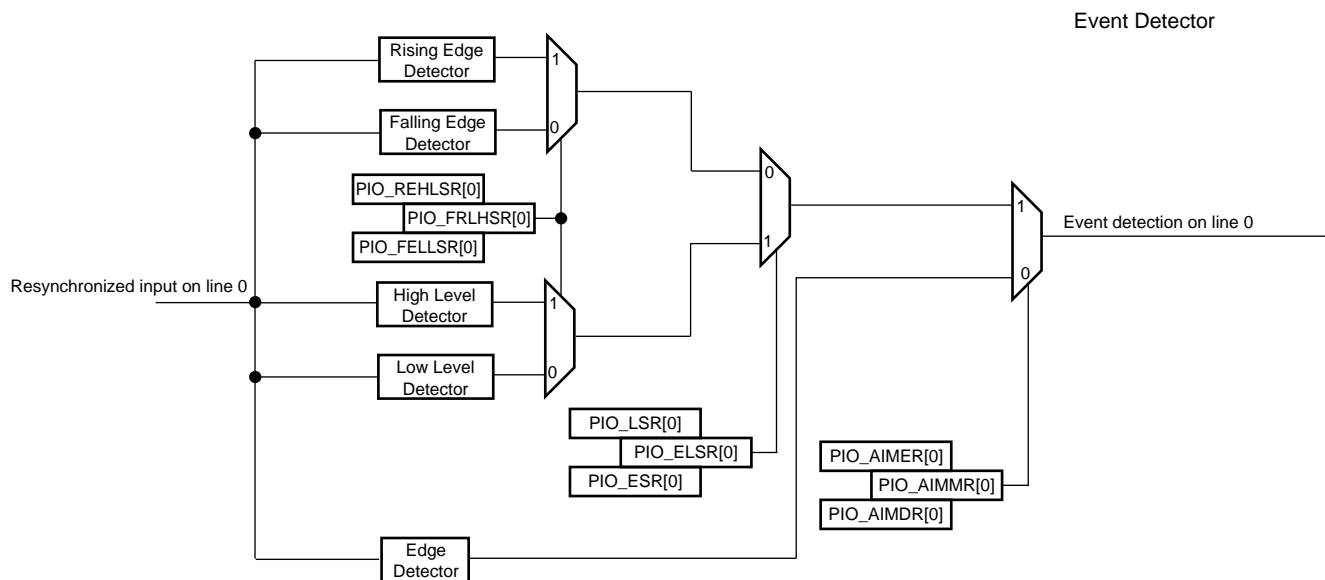 Event Detector
Rising Edge
Detector
1
Falling Edge
Detector
0
0
PIO_REHLSR[0]
PIO_FRLHSR[0]
PIO_FELLSR[0]
1
1
Event detection on line 0
0
Resynchronized input on line 0
High Level
Detector
1
Low Level
Detector
0
PIO_LSR[0]
PIO_ELSR[0]
PIO_ESR[0]
PIO_AIMER[0]
PIO_AIMMR[0]
PIO_AIMDR[0]
Edge
Detector